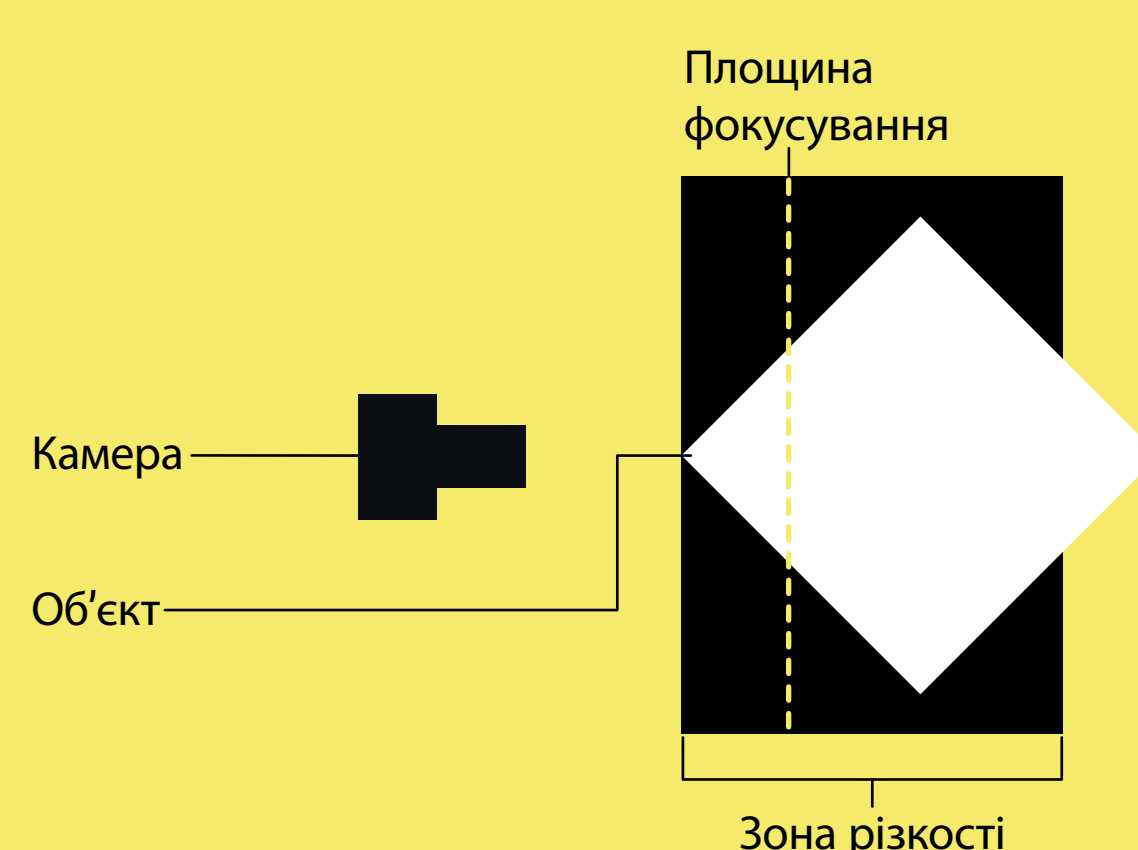 Площина
фокусування
Камера
Об'єкт
Зона різкості